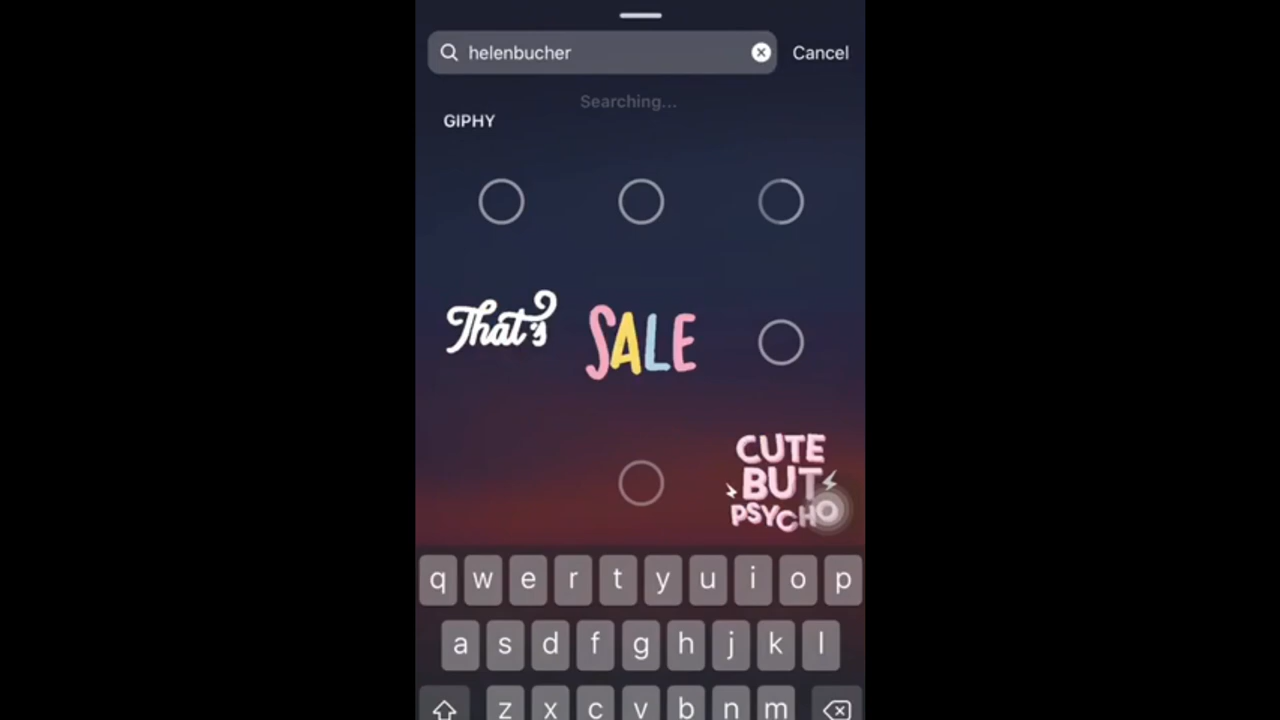 helenbucher
Cancel
Searching...
GIPHY
That's
SALE
CUTE
BUT
PSYCHO
q w e r t y u i o p
a s d f g h j k l
z x c v b n m